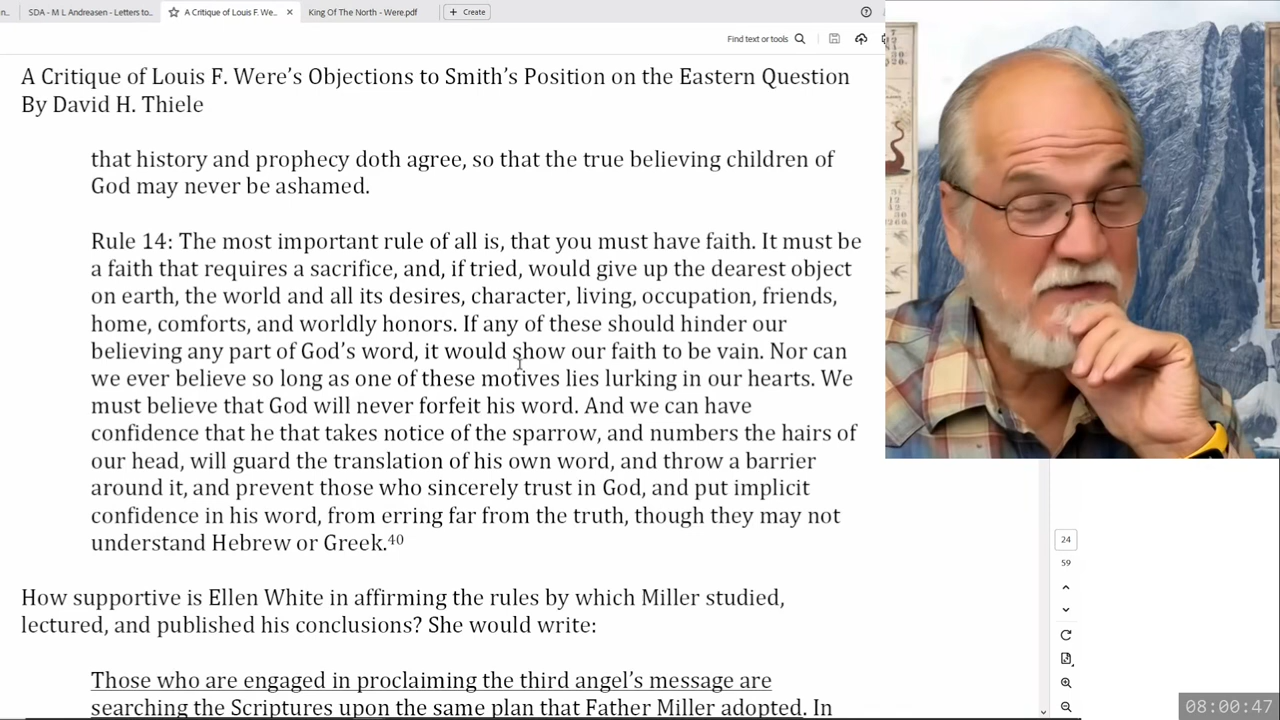 SDA - M L Andreasen - Letters to...
A Critique of Louis F. We...
King Of The North - Were.pdf
Create
Find text or tools
A Critique of Louis F. Were's Objections to Smith's Position on the Eastern Question
By David H. Thiele
that history and prophecy doth agree, so that the true believing children of
God may never be ashamed.
Rule 14: The most important rule of all is, that you must have faith. It must be
a faith that requires a sacrifice, and, if tried, would give up the dearest object
on earth, the world and all its desires, character, living, occupation, friends,
home, comforts, and worldly honors. If any of these should hinder our
believing any part of God's word, it would show our faith to be vain. Nor can
we ever believe so long as one of these motives lies lurking in our hearts. We
must believe that God will never forfeit his word. And we can have
confidence that he that takes notice of the sparrow, and numbers the hairs of
our head, will guard the translation of his own word, and throw a barrier
around it, and prevent those who sincerely trust in God, and put implicit
confidence in his word, from erring far from the truth, though they may not
understand Hebrew or Greek.40
How supportive is Ellen White in affirming the rules by which Miller studied,
lectured, and published his conclusions? She would write:
Those who are engaged in proclaiming the third angel's message are
searching the Scriptures upon the same plan that Father Miller adopted. In
24
59
08:00:47